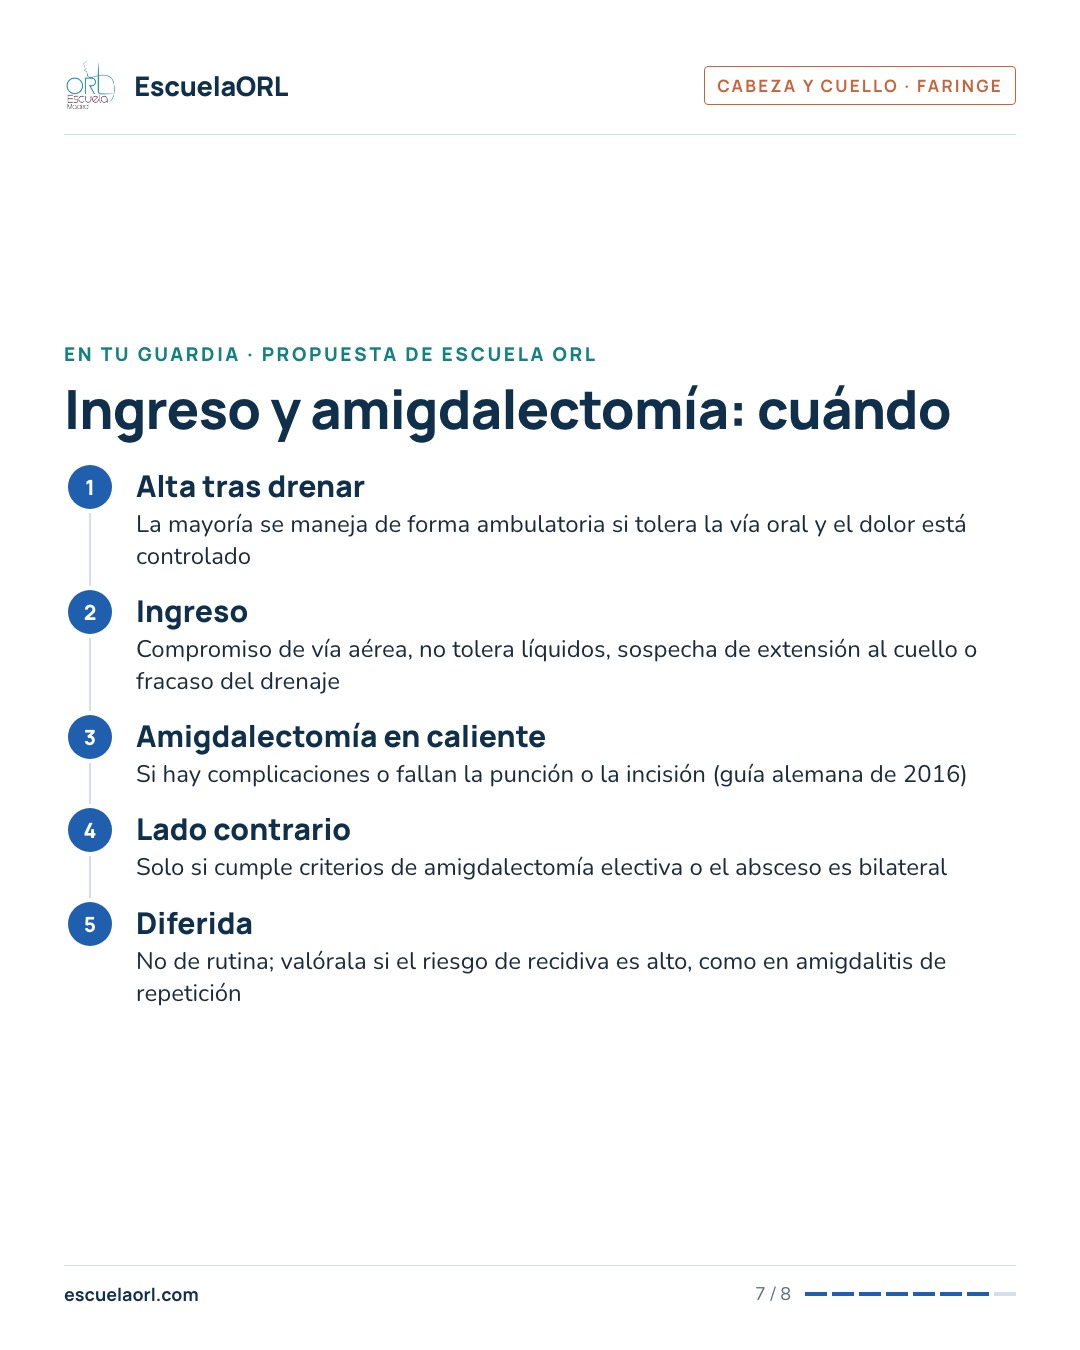 ORL
Escuela
Madrid
EscuelaORL
CABEZA Y CUELLO · FARINGE
EN TU GUARDIA · PROPUESTA DE ESCUELA ORL
Ingreso y amigdalectomía: cuándo
1
Alta tras drenar
La mayoría se maneja de forma ambulatoria si tolera la vía oral y el dolor está
controlado
2
Ingreso
Compromiso de vía aérea, no tolera líquidos, sospecha de extensión al cuello o
fracaso del drenaje
3
Amigdalectomía en caliente
Si hay complicaciones o fallan la punción o la incisión (guía alemana de 2016)
4
Lado contrario
Solo si cumple criterios de amigdalectomía electiva o el absceso es bilateral
5
Diferida
No de rutina; valórala si el riesgo de recidiva es alto, como en amigdalitis de
repetición
escuelaorl.com
7 / 8